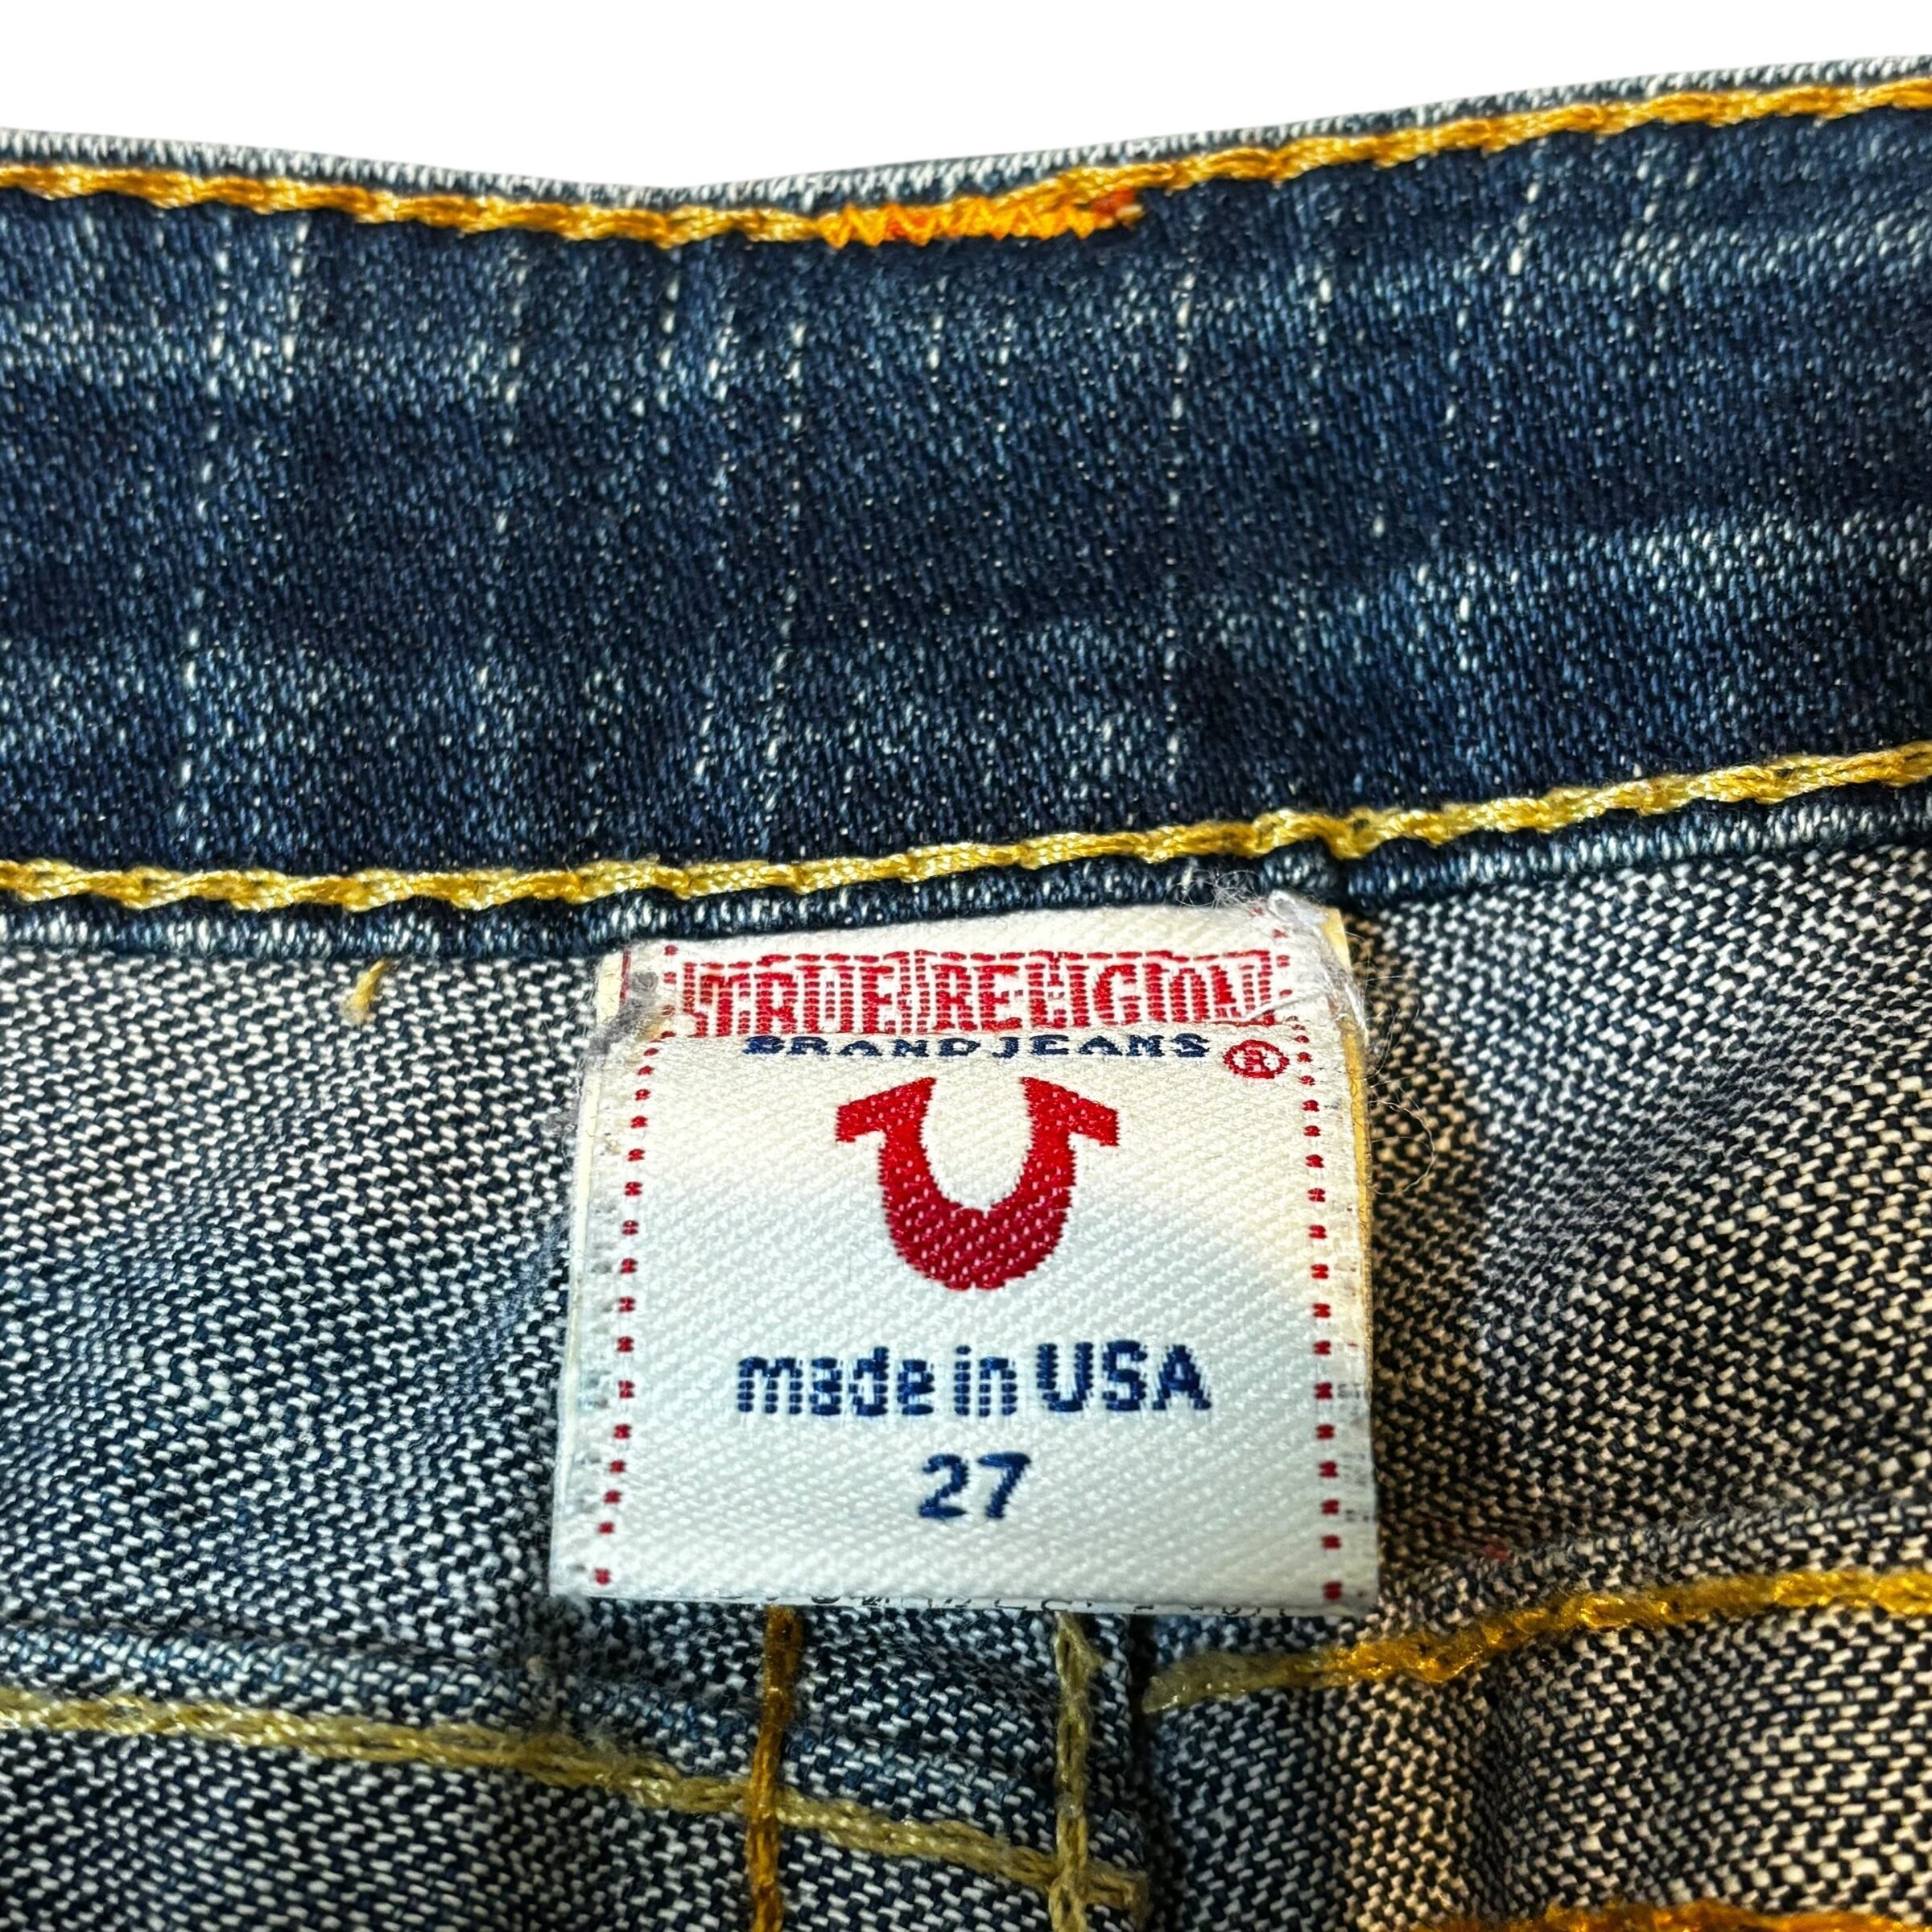 TRUE RELIGION
BRAND JEANS ®
made in USA
27